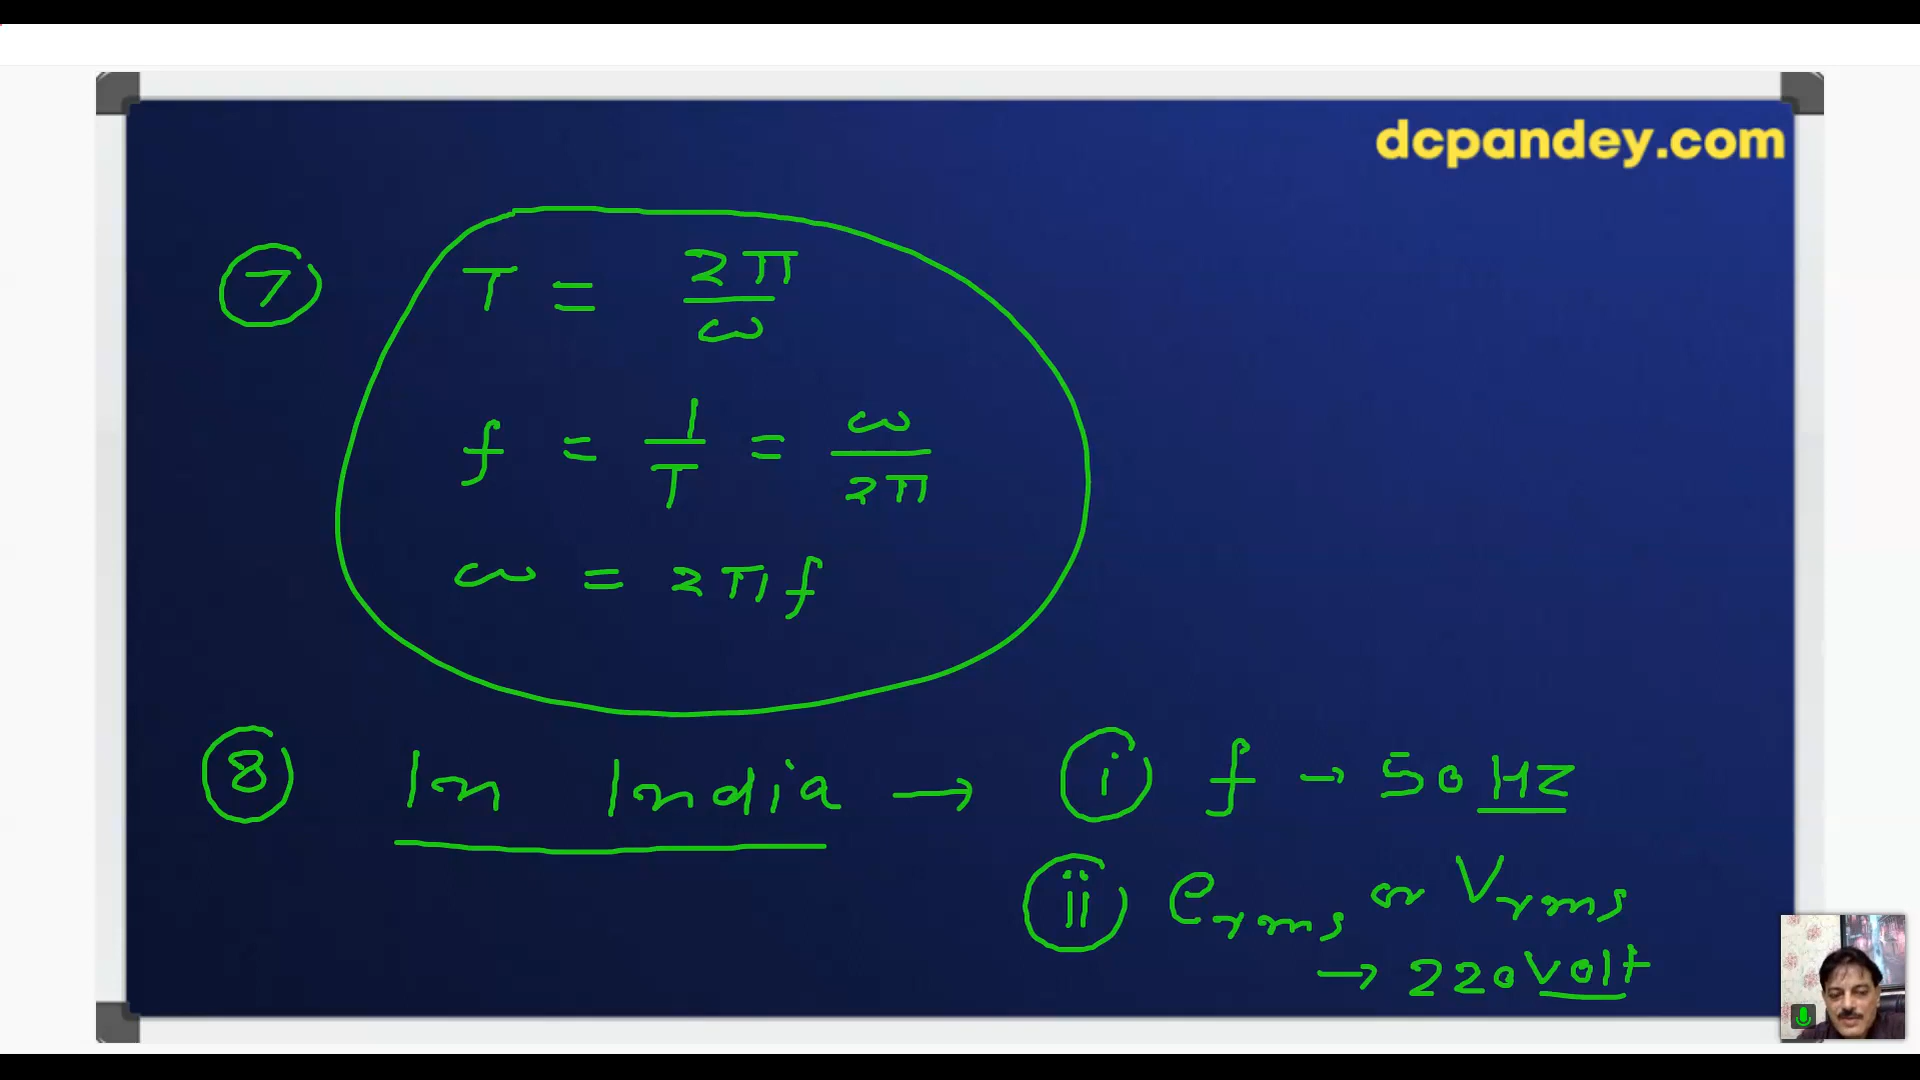 dcpandey.com
7 T = 2π/ω
f = 1/T = ω/2π
ω = 2πf
8 In India → i f → 50 HZ
ii erms or Vrms
→ 220 volt